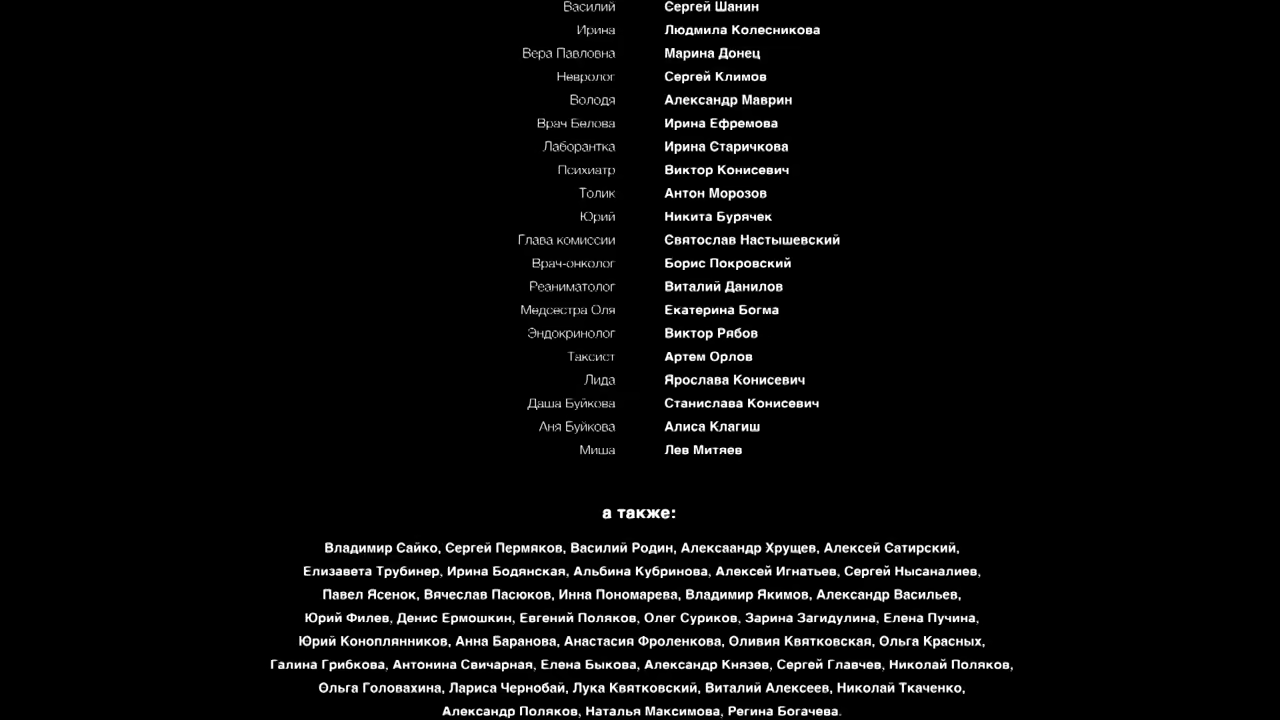 Василий Сергей Шанин
Ирина Людмила Колесникова
Вера Павловна Марина Донец
Невролог Сергей Климов
Володя Александр Маврин
Врач Белова Ирина Ефремова
Лаборантка Ирина Старичкова
Психиатр Виктор Конисевич
Толик Антон Морозов
Юрий Никита Бурячек
Глава комиссии Святослав Настышевский
Врач-онколог Борис Покровский
Реаниматолог Виталий Данилов
Медсестра Оля Екатерина Богма
Эндокринолог Виктор Рябов
Таксист Артем Орлов
Лида Ярослава Конисевич
Даша Буйкова Станислава Конисевич
Аня Буйкова Алиса Клагиш
Миша Лев Митяев
а также:
Владимир Сайко, Сергей Пермяков, Василий Родин, Алексаандр Хрущев, Алексей Сатирский,
Елизавета Трубинер, Ирина Бодянская, Альбина Кубринова, Алексей Игнатьев, Сергей Нысаналиев,
Павел Ясенок, Вячеслав Пасюков, Инна Пономарева, Владимир Якимов, Александр Васильев,
Юрий Филев, Денис Ермошкин, Евгений Поляков, Олег Суриков, Зарина Загидулина, Елена Пучина,
Юрий Коноплянников, Анна Баранова, Анастасия Фроленкова, Оливия Квятковская, Ольга Красных,
Галина Грибкова, Антонина Свичарная, Елена Быкова, Александр Князев, Сергей Главчев, Николай Поляков,
Ольга Головахина, Лариса Чернобай, Лука Квятковский, Виталий Алексеев, Николай Ткаченко,
Александр Поляков, Наталья Максимова, Регина Богачева.